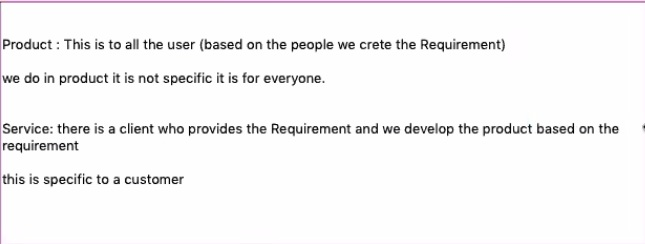 Product : This is to all the user (based on the people we crete the Requirement)
we do in product it is not specific it is for everyone.
Service: there is a client who provides the Requirement and we develop the product based on the
requirement
this is specific to a customer